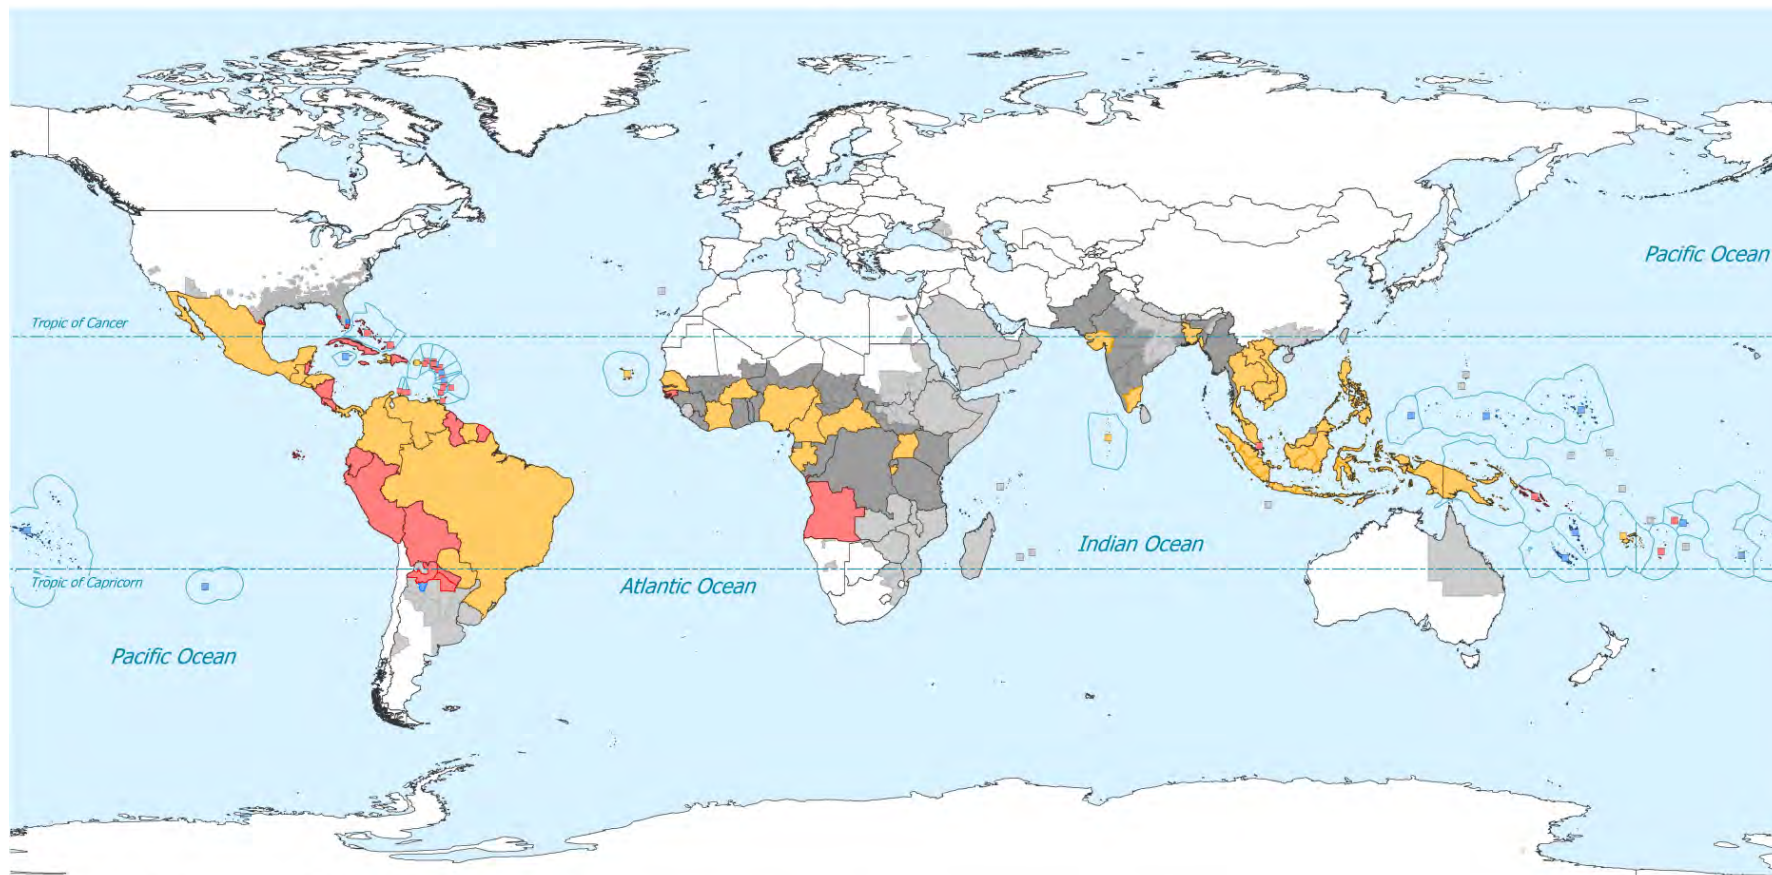 Pacific Ocean
Tropic of Cancer
Indian Ocean
Tropic of Capricorn
Atlantic Ocean
Pacific Ocean